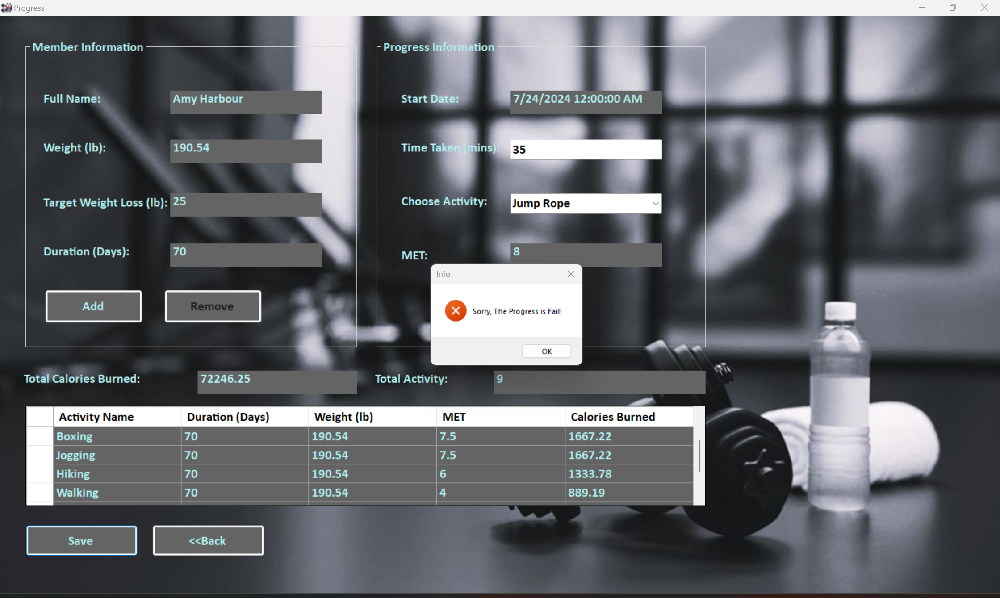 Progress
Member Information
Full Name: Amy Harbour
Weight (lb): 190.54
Target Weight Loss (lb): 25
Duration (Days): 70
Add Remove
Progress Information
Start Date: 7/24/2024 12:00:00 AM
Time Taken (mins): 35
Choose Activity: Jump Rope
MET: 8
Info
Sorry, The Progress is Fail!
OK
Total Calories Burned: 72246.25 Total Activity: 9
Activity Name Duration (Days) Weight (lb) MET Calories Burned
Boxing 70 190.54 7.5 1667.22
Jogging 70 190.54 7.5 1667.22
Hiking 70 190.54 6 1333.78
Walking 70 190.54 4 889.19
Save <<Back